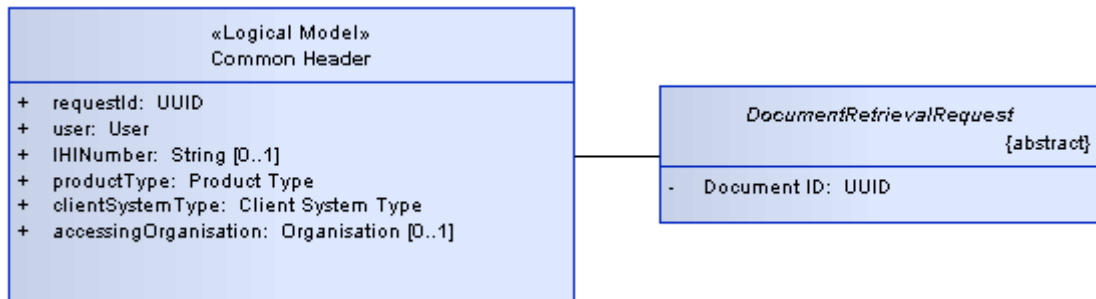 «Logical Model»
Common Header
+ requestId: UUID
+ user: User
+ IHINumber: String [0..1]
+ productType: Product Type
+ clientSystemType: Client System Type
+ accessingOrganisation: Organisation [0..1]
DocumentRetrievalRequest
{abstract}
- Document ID: UUID